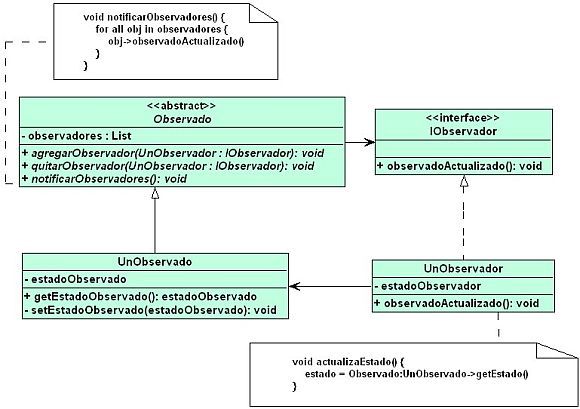 void notificarObservadores() {
for all obj in observadores {
obj->observadoActualizado()
}
}
<<abstract>>
Observado
- observadores : List
+ agregarObservador(UnObservador : IObservador): void
+ quitarObservador(UnObservador : IObservador): void
+ notificarObservadores(): void
<<interface>>
IObservador
+ observadoActualizado(): void
UnObservado
- estadoObservado
+ getEstadoObservado(): estadoObservado
- setEstadoObservado(estadoObservado): void
UnObservador
- estadoObservador
+ observadoActualizado(): void
void actualizaEstado() {
estado = Observado:UnObservado->getEstado()
}